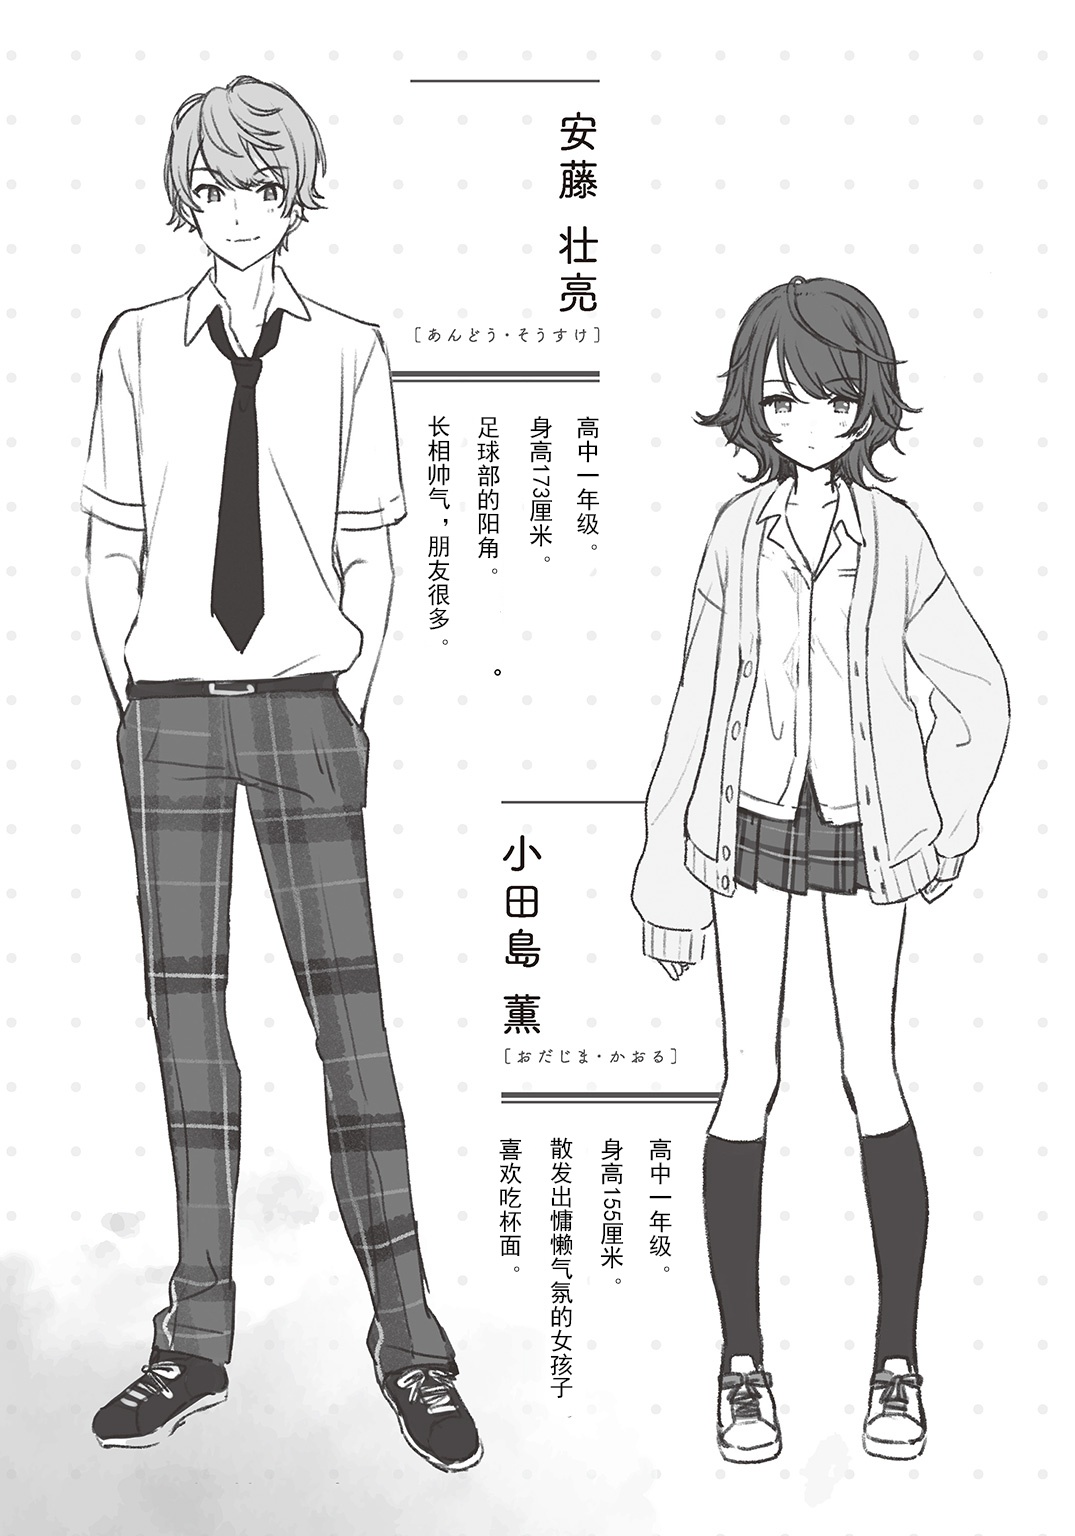 安藤 壮亮
[あんどう・そうすけ]
高中一年级。
身高173厘米。
足球部的阳角。
长相帅气，朋友很多。
。
小田島 薫
[おだじま・かおる]
高中一年级。
身高155厘米。
散发出慵懒气氛的女孩子
喜欢吃杯面。